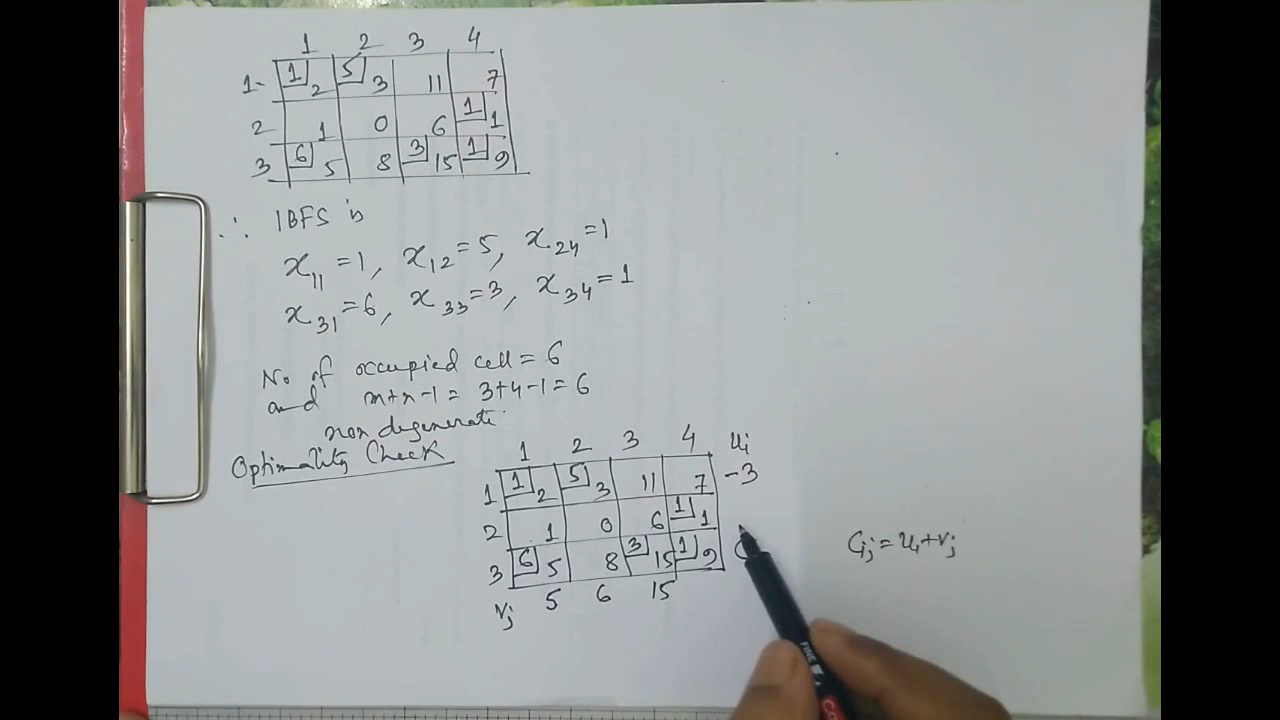 1 2 3 4
1- 1 2 5 3 11 7
2 1 0 6 1 1
3 6 5 8 3 15 1 9
∴ IBFS is
x₁₁ = 1, x₁₂ = 5, x₂₄ = 1
x₃₁ = 6, x₃₃ = 3, x₃₄ = 1
No of occupied cell = 6
and m+n-1 = 3+4-1 = 6
non degenerate
Optimality Check
1 2 3 4 uᵢ
1 1 2 5 3 11 7 -3
2 1 0 6 1 1
3 6 5 8 3 15 1 9
vⱼ 5 6 15
Cᵢⱼ = uᵢ+vⱼ
FINE